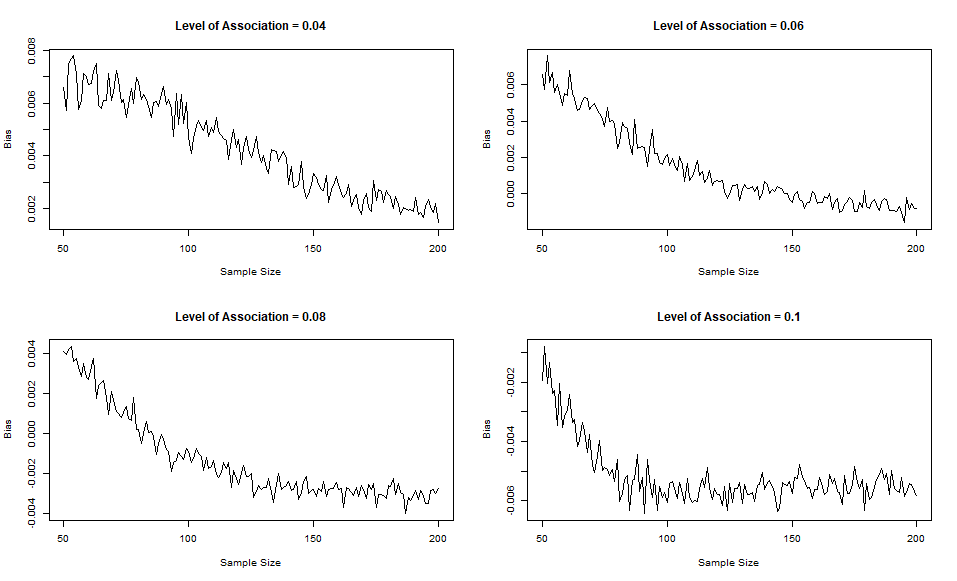 Level of Association = 0.04
Bias
0.008
0.006
0.004
0.002
50 100 150 200
Sample Size
Level of Association = 0.06
Bias
0.006
0.004
0.002
0.000
50 100 150 200
Sample Size
Level of Association = 0.08
Bias
0.004
0.002
0.000
-0.002
-0.004
50 100 150 200
Sample Size
Level of Association = 0.1
Bias
-0.002
-0.004
-0.006
50 100 150 200
Sample Size